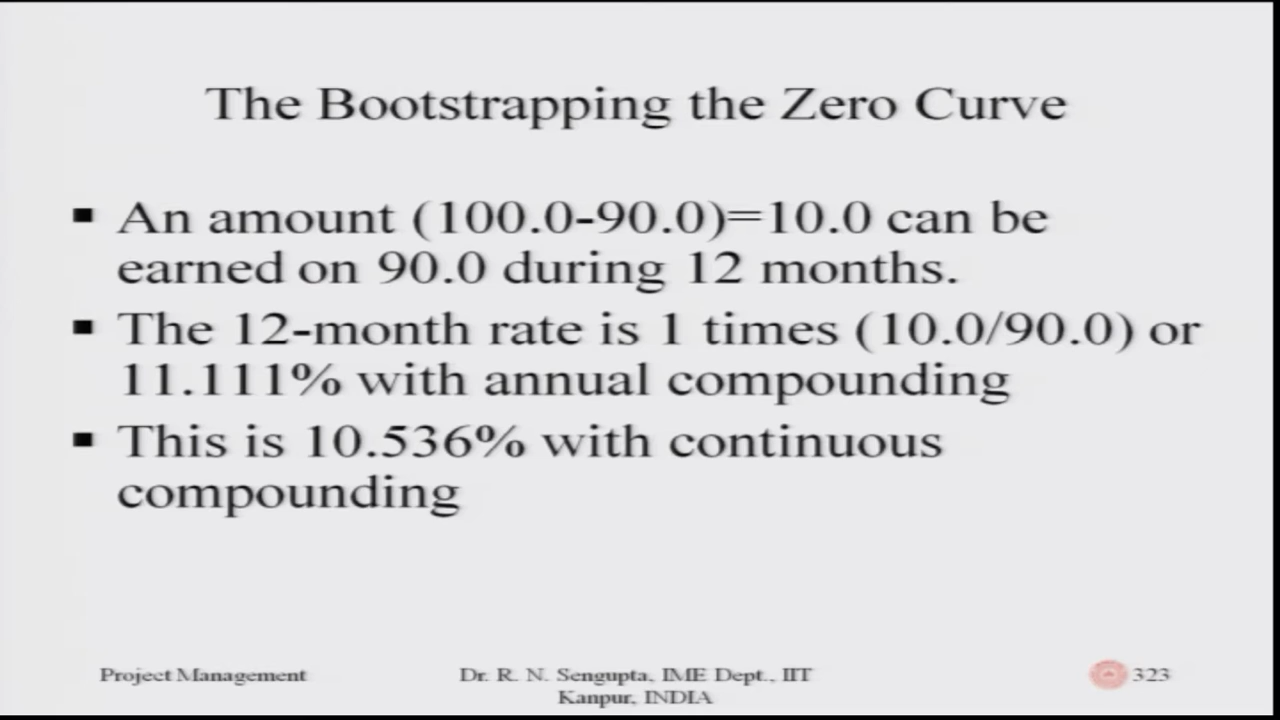 The Bootstrapping the Zero Curve
▪ An amount (100.0-90.0)=10.0 can be
earned on 90.0 during 12 months.
▪ The 12-month rate is 1 times (10.0/90.0) or
11.111% with annual compounding
▪ This is 10.536% with continuous
compounding
Project Management
Dr. R. N. Sengupta, IME Dept., IIT
Kanpur, INDIA
323